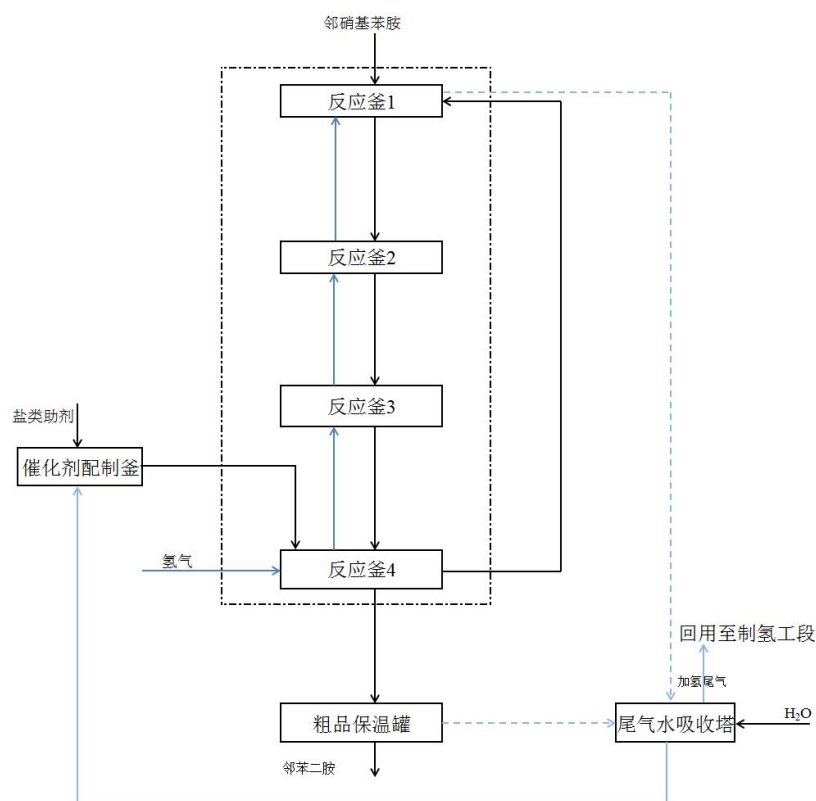 邻硝基苯胺
反应釜1
反应釜2
反应釜3
盐类助剂
催化剂配制釜
氢气
反应釜4
回用至制氢工段
加氢尾气
粗品保温罐
尾气水吸收塔
H₂O
邻苯二胺